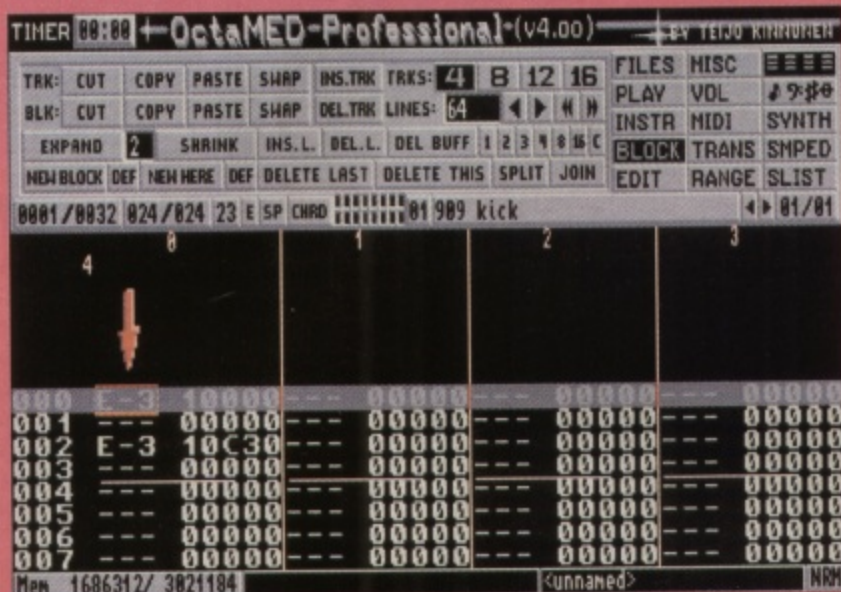 TIMER 00:00 OctaMED-Professional (v4.00) BY TEIJO KINNUNEN
TRK: CUT COPY PASTE SWAP INS.TRK TRKS: 4 8 12 16 FILES MISC
BLK: CUT COPY PASTE SWAP DEL.TRK LINES: 64 PLAY VOL
EXPAND 2 SHRINK INS.L. DEL.L. DEL BUFF 1 2 3 4 8 16 C INSTR MIDI SYNTH
BLOCK TRANS SMPED
NEW BLOCK DEF NEW HERE DEF DELETE LAST DELETE THIS SPLIT JOIN EDIT RANGE SLIST
0001/0032 024/024 23 E SP CHRD 01 909 kick 01/01
0 1 2 3
4
000 E-3 10000 --- 00000 --- 00000 --- 00000
001 --- 00000 --- 00000 --- 00000 --- 00000
002 E-3 10C30 --- 00000 --- 00000 --- 00000
003 --- 00000 --- 00000 --- 00000 --- 00000
004 --- 00000 --- 00000 --- 00000 --- 00000
005 --- 00000 --- 00000 --- 00000 --- 00000
006 --- 00000 --- 00000 --- 00000 --- 00000
007 --- 00000 --- 00000 --- 00000 --- 00000
Mem 1686312/ 3021184 <unnamed> NRM